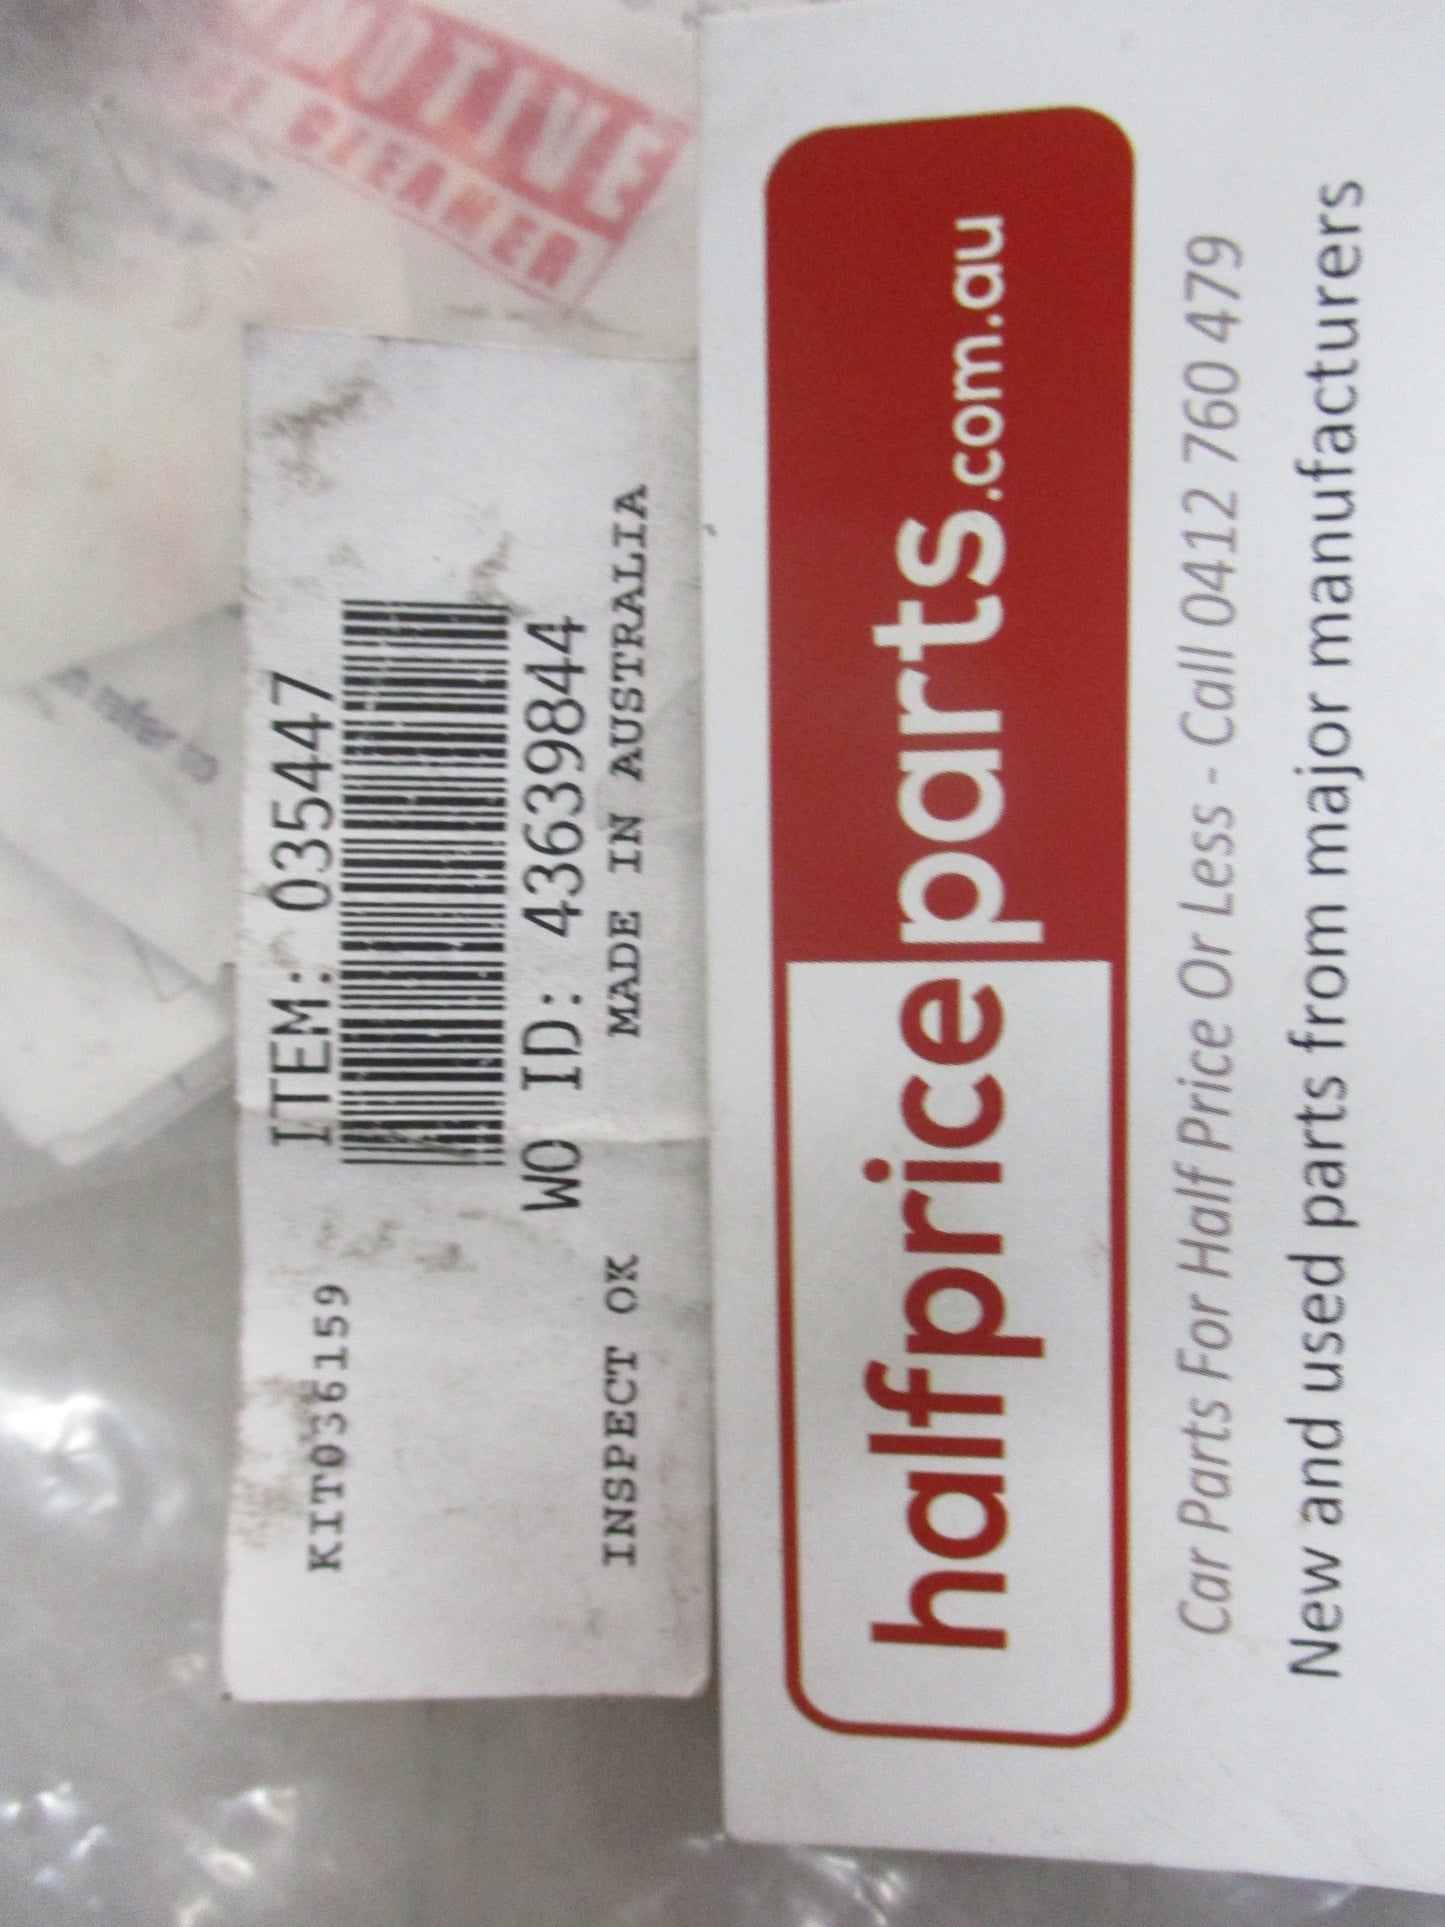 KIT036159
ITEM: 035447
WO ID: 43639844
INSPECT OK
MADE IN AUSTRALIA
halfpriceparts.com.au
Car Parts For Half Price Or Less - Call 0412 760 479
New and used parts from major manufacturers